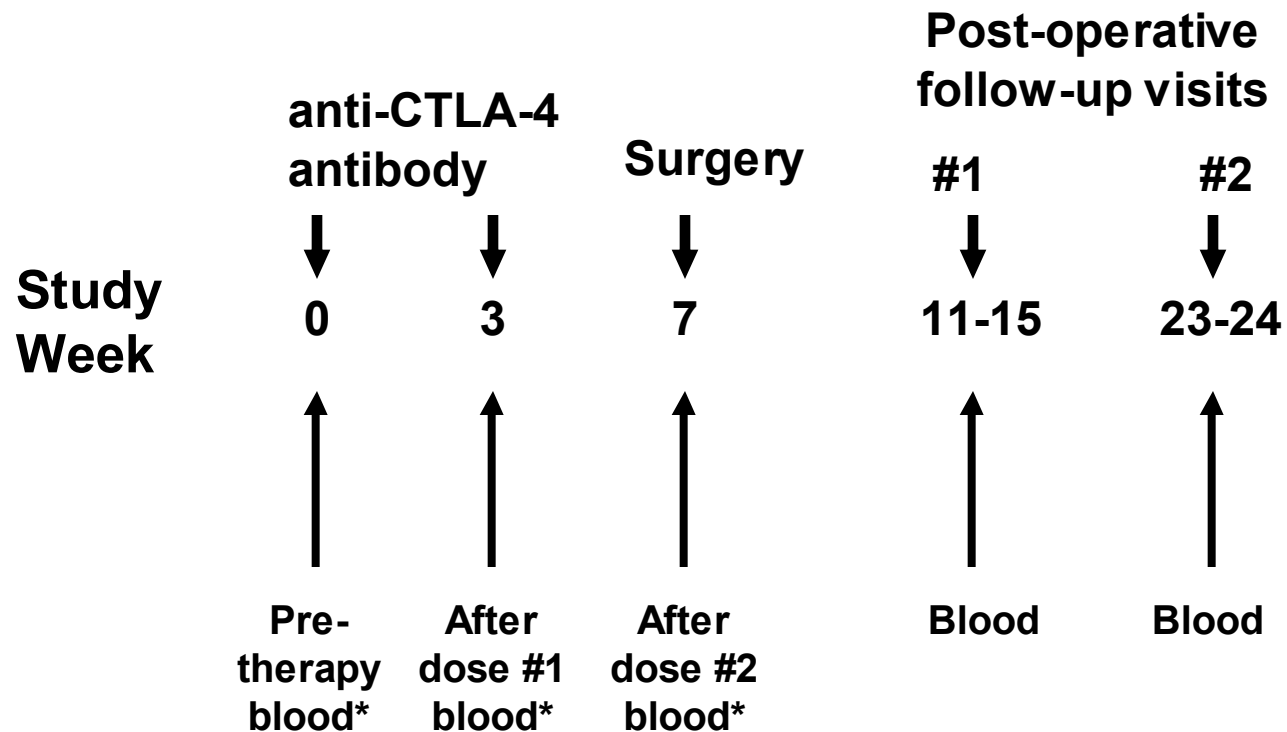 Post-operative
follow-up visits
anti-CTLA-4
antibody
Surgery
#1 #2
Study
Week
0 3 7 11-15 23-24
Pre-
therapy
blood*
After
dose #1
blood*
After
dose #2
blood*
Blood
Blood